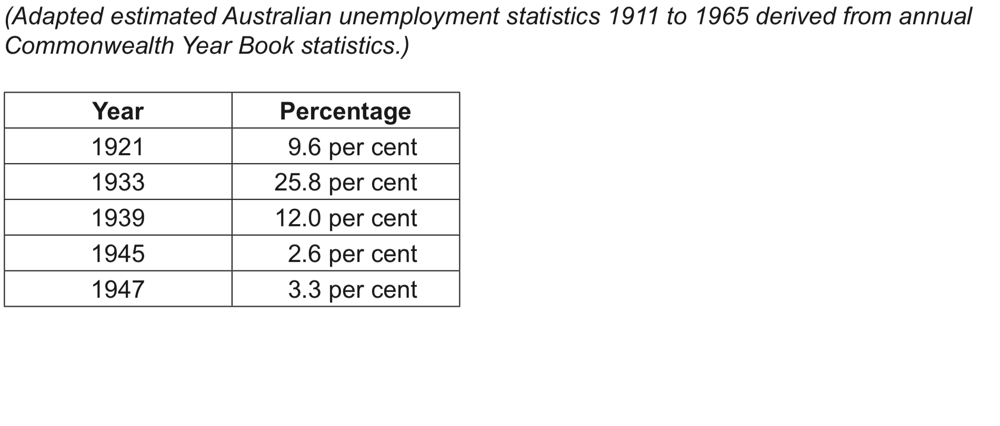 (Adapted estimated Australian unemployment statistics 1911 to 1965 derived from annual
Commonwealth Year Book statistics.)
Year Percentage
1921 9.6 per cent
1933 25.8 per cent
1939 12.0 per cent
1945 2.6 per cent
1947 3.3 per cent